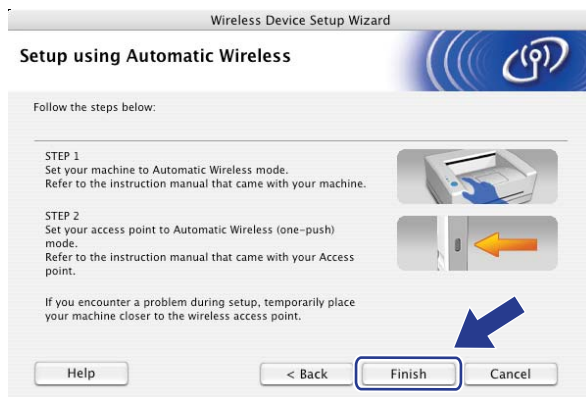 Wireless Device Setup Wizard
Setup using Automatic Wireless
Follow the steps below:
STEP 1
Set your machine to Automatic Wireless mode.
Refer to the instruction manual that came with your machine.
STEP 2
Set your access point to Automatic Wireless (one-push)
mode.
Refer to the instruction manual that came with your Access
point.
If you encounter a problem during setup, temporarily place
your machine closer to the wireless access point.
Help < Back Finish Cancel